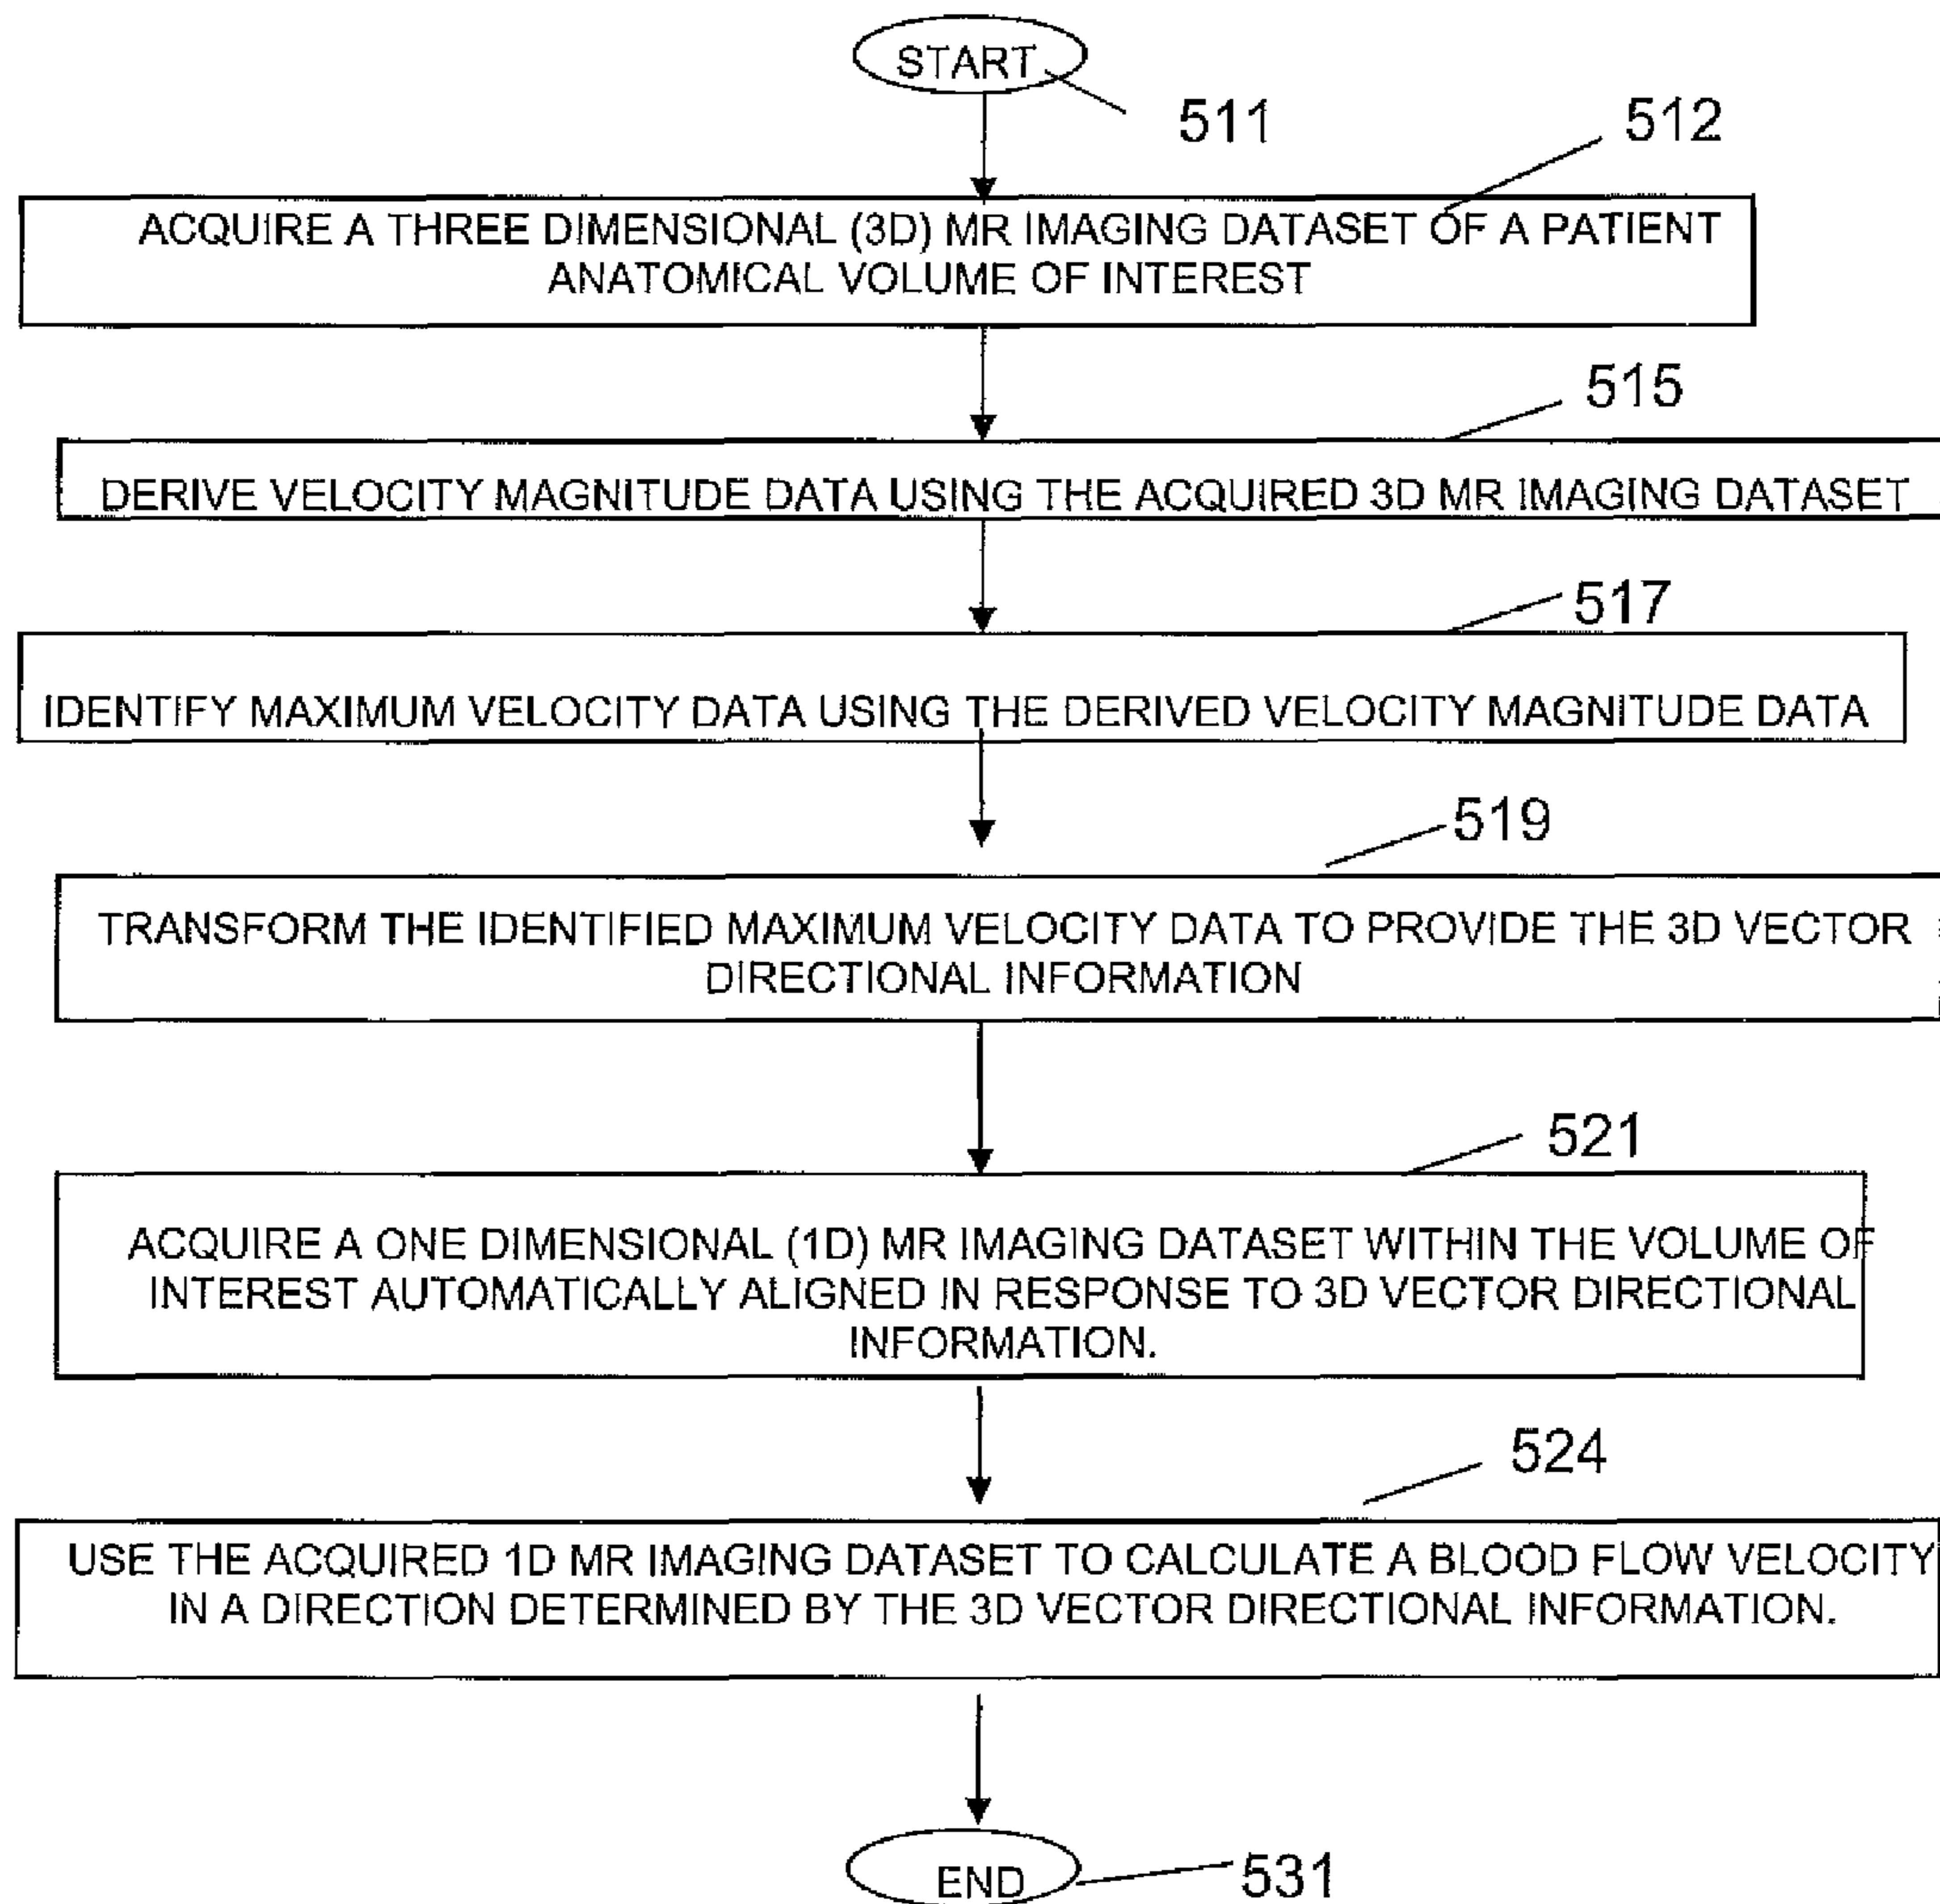 START
511
512
ACQUIRE A THREE DIMENSIONAL (3D) MR IMAGING DATASET OF A PATIENT
ANATOMICAL VOLUME OF INTEREST
515
DERIVE VELOCITY MAGNITUDE DATA USING THE ACQUIRED 3D MR IMAGING DATASET
517
IDENTIFY MAXIMUM VELOCITY DATA USING THE DERIVED VELOCITY MAGNITUDE DATA
519
TRANSFORM THE IDENTIFIED MAXIMUM VELOCITY DATA TO PROVIDE THE 3D VECTOR
DIRECTIONAL INFORMATION
521
ACQUIRE A ONE DIMENSIONAL (1D) MR IMAGING DATASET WITHIN THE VOLUME OF
INTEREST AUTOMATICALLY ALIGNED IN RESPONSE TO 3D VECTOR DIRECTIONAL
INFORMATION.
524
USE THE ACQUIRED 1D MR IMAGING DATASET TO CALCULATE A BLOOD FLOW VELOCITY
IN A DIRECTION DETERMINED BY THE 3D VECTOR DIRECTIONAL INFORMATION.
END
531